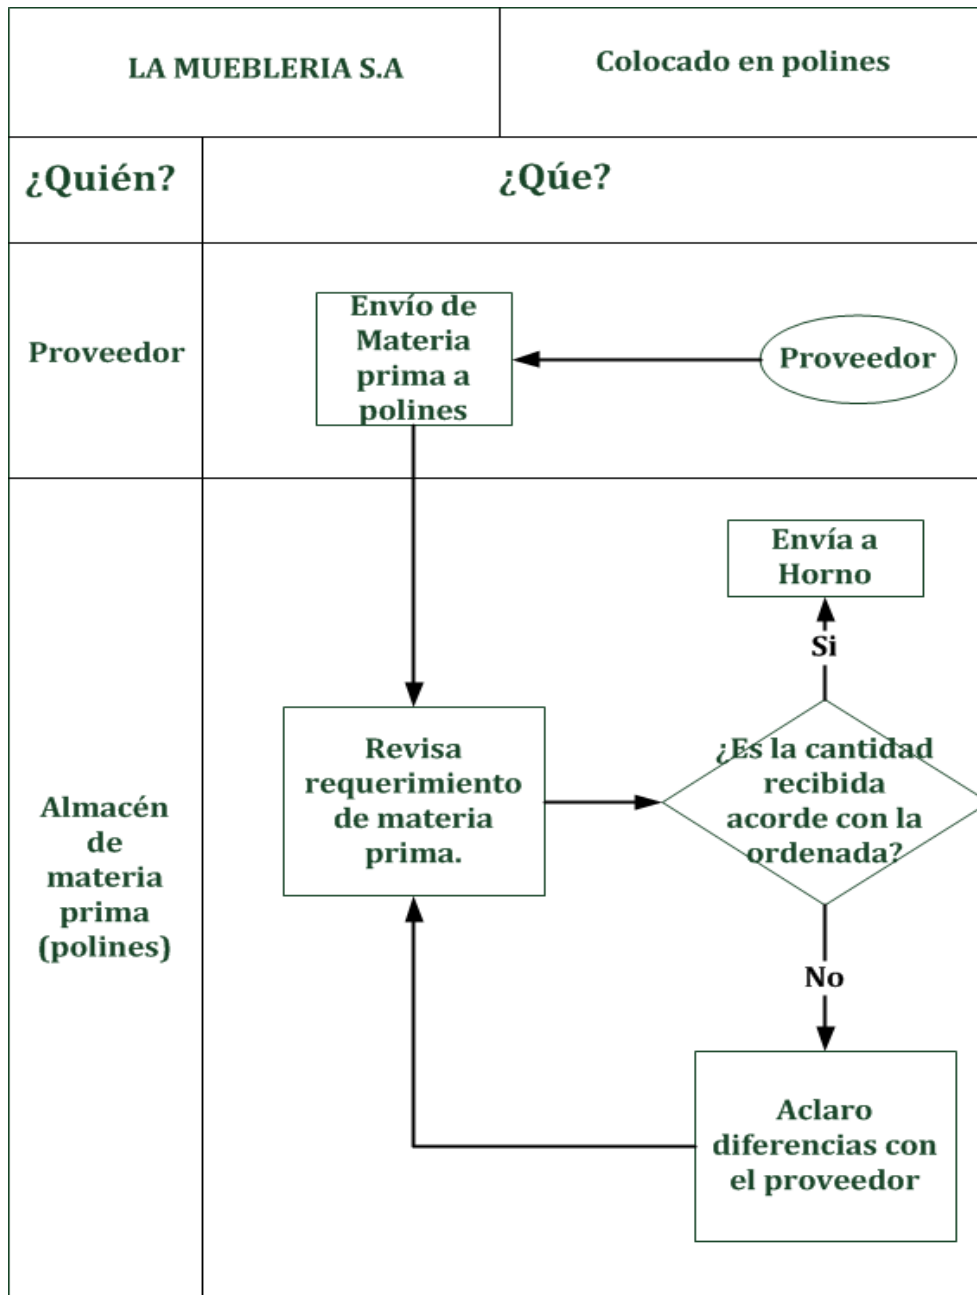 LA MUEBLERIA S.A
Colocado en polines
¿Quién?
¿Qúe?
Proveedor
Envío de
Materia
prima a
polines
Proveedor
Almacén
de
materia
prima
(polines)
Envía a
Horno
Si
Revisa
requerimiento
de materia
prima.
¿Es la cantidad
recibida
acorde con la
ordenada?
No
Aclaro
diferencias con
el proveedor